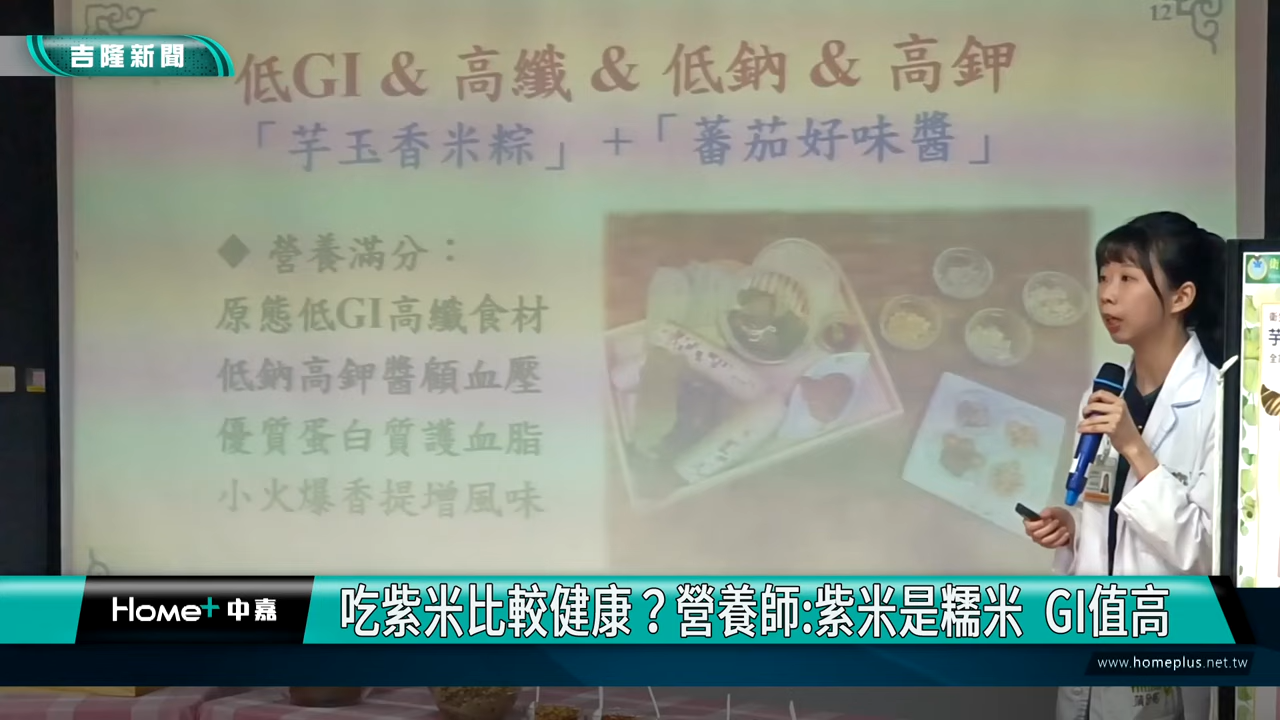 12
吉隆新聞
低GI & 高纖 & 低鈉 & 高鉀
「芋玉香米粽」+「蕃茄好味醬」
◆ 營養滿分：
原態低GI高纖食材
低鈉高鉀醬顧血壓
優質蛋白質護血脂
小火爆香提增風味
Home+ 中嘉
吃紫米比較健康？營養師:紫米是糯米 GI值高
www.homeplus.net.tw